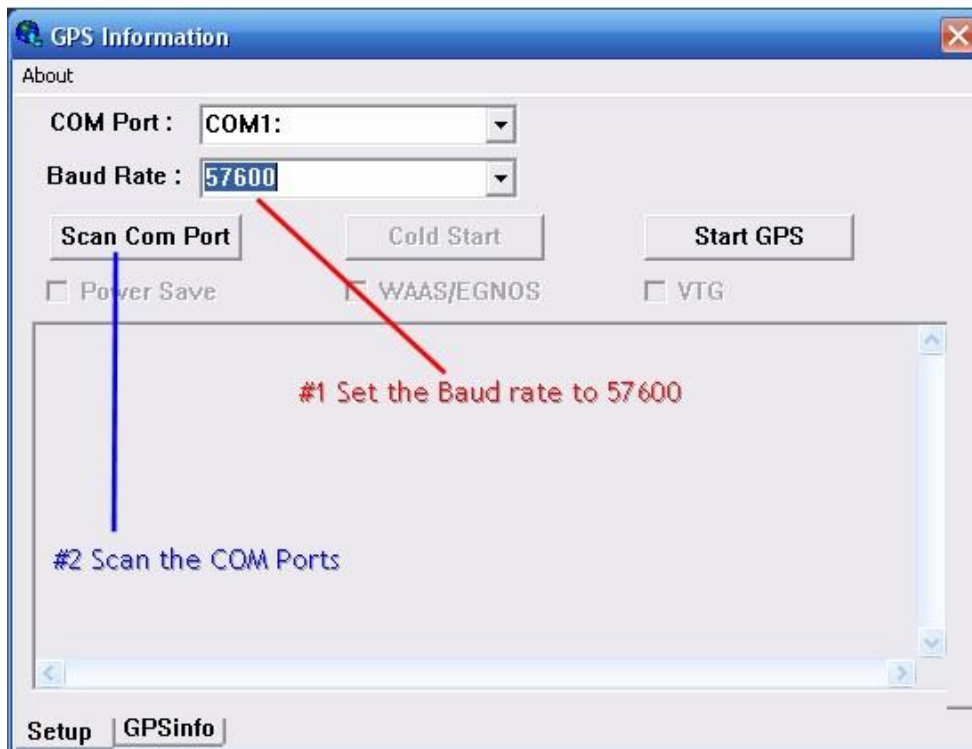 GPS Information
About
COM Port : COM1:
Baud Rate : 57600
Scan Com Port Cold Start Start GPS
Power Save WAAS/EGNOS VTG
#1 Set the Baud rate to 57600
#2 Scan the COM Ports
Setup GPSinfo